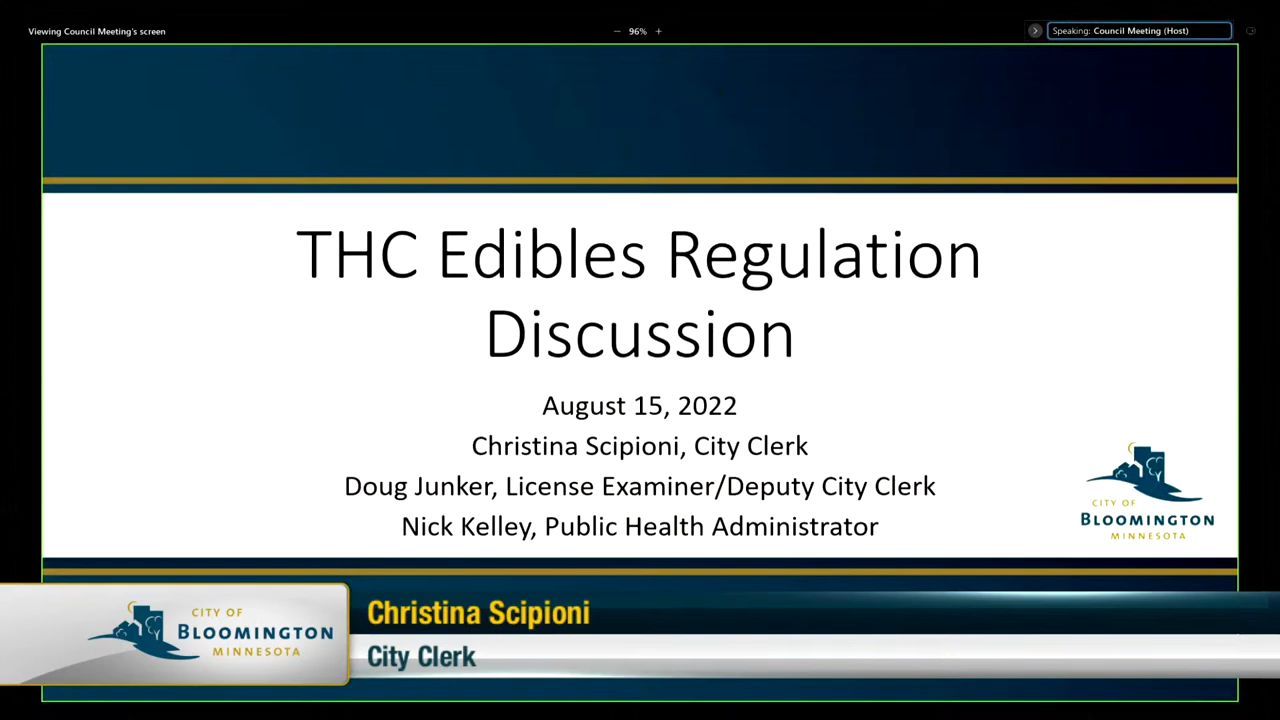 Viewing Council Meeting's screen
− 96% +
Speaking: Council Meeting (Host)
THC Edibles Regulation
Discussion
August 15, 2022
Christina Scipioni, City Clerk
Doug Junker, License Examiner/Deputy City Clerk
Nick Kelley, Public Health Administrator
CITY OF
BLOOMINGTON
MINNESOTA
CITY OF
BLOOMINGTON
MINNESOTA
Christina Scipioni
City Clerk